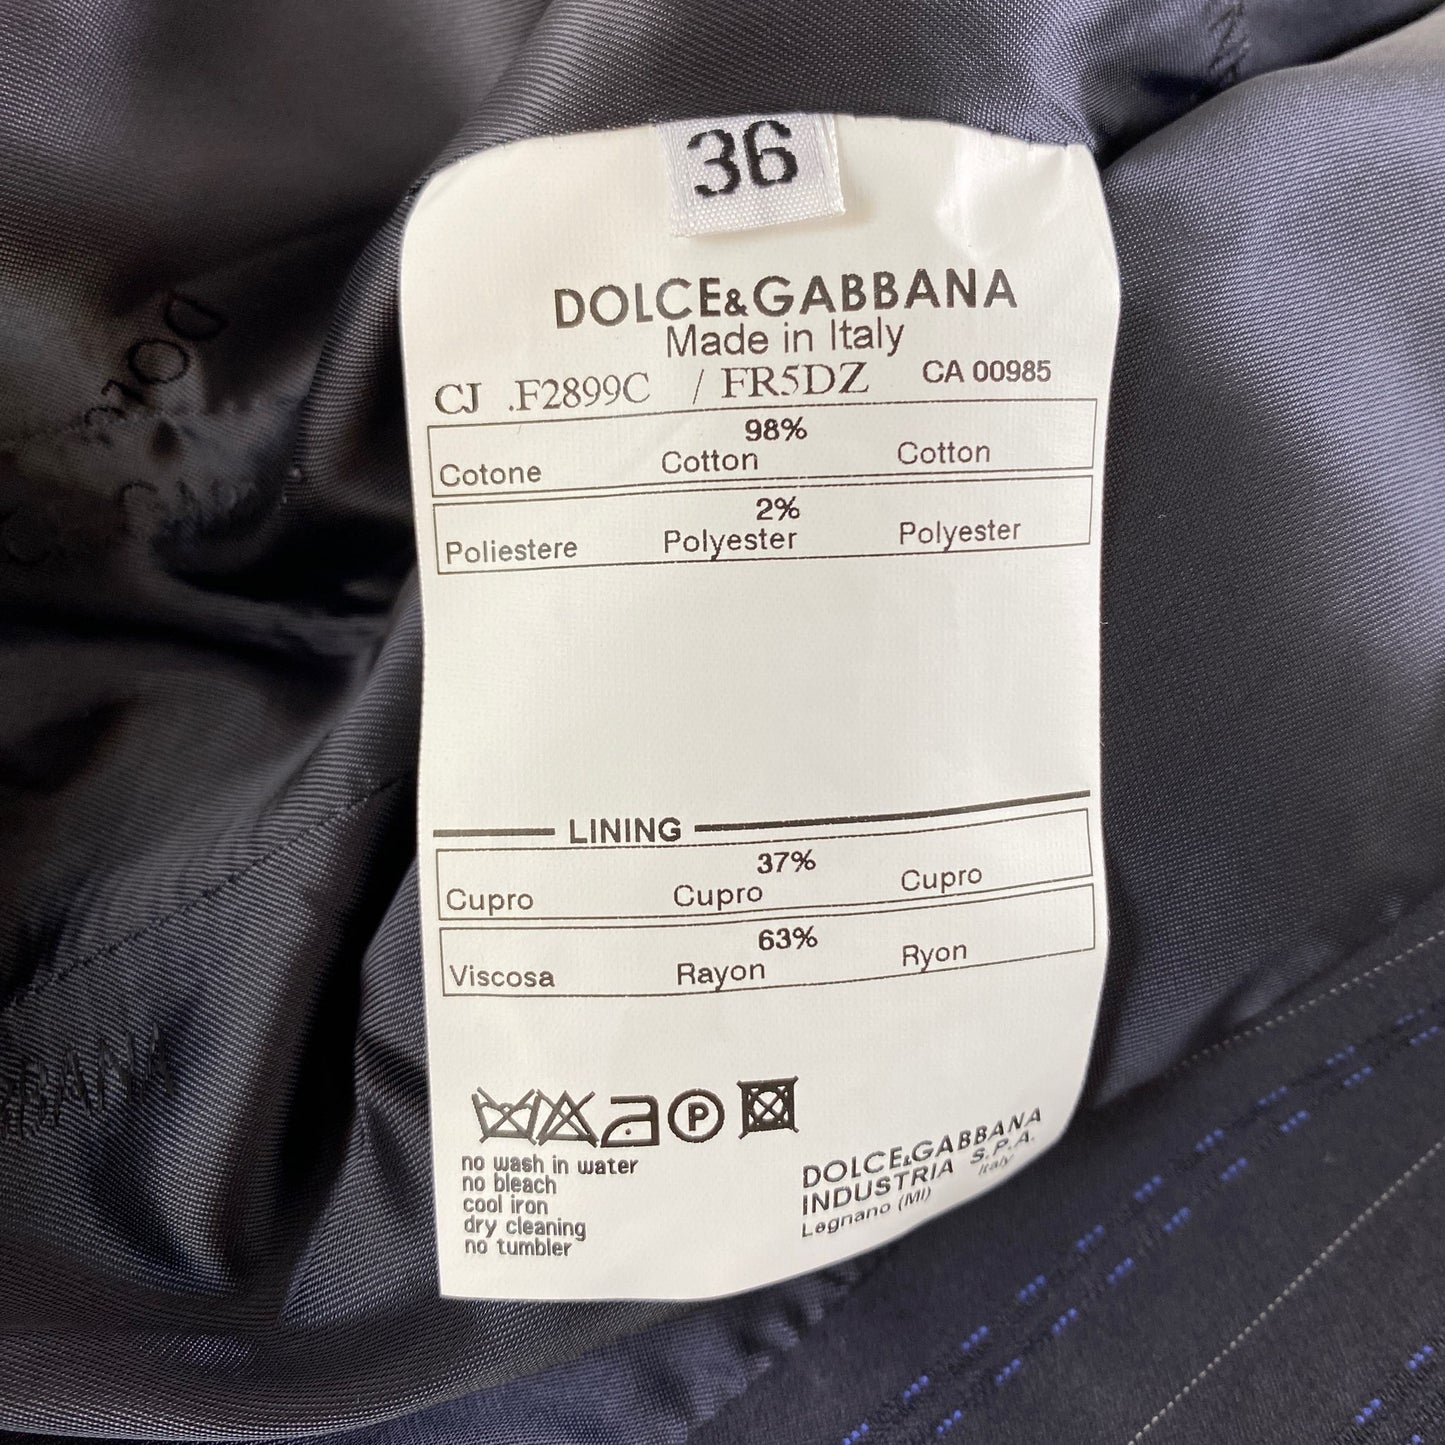 36
DOLCE&GABBANA
Made in Italy
CJ .F2899C / FR5DZ CA 00985
98%
Cotone Cotton Cotton
2%
Poliestere Polyester Polyester
LINING
37%
Cupro Cupro Cupro
63%
Viscosa Rayon Ryon
P
no wash in water
no bleach
cool iron
dry cleaning
no tumbler
DOLCE&GABBANA
INDUSTRIA S.P.A.
Legnano (MI) Italy